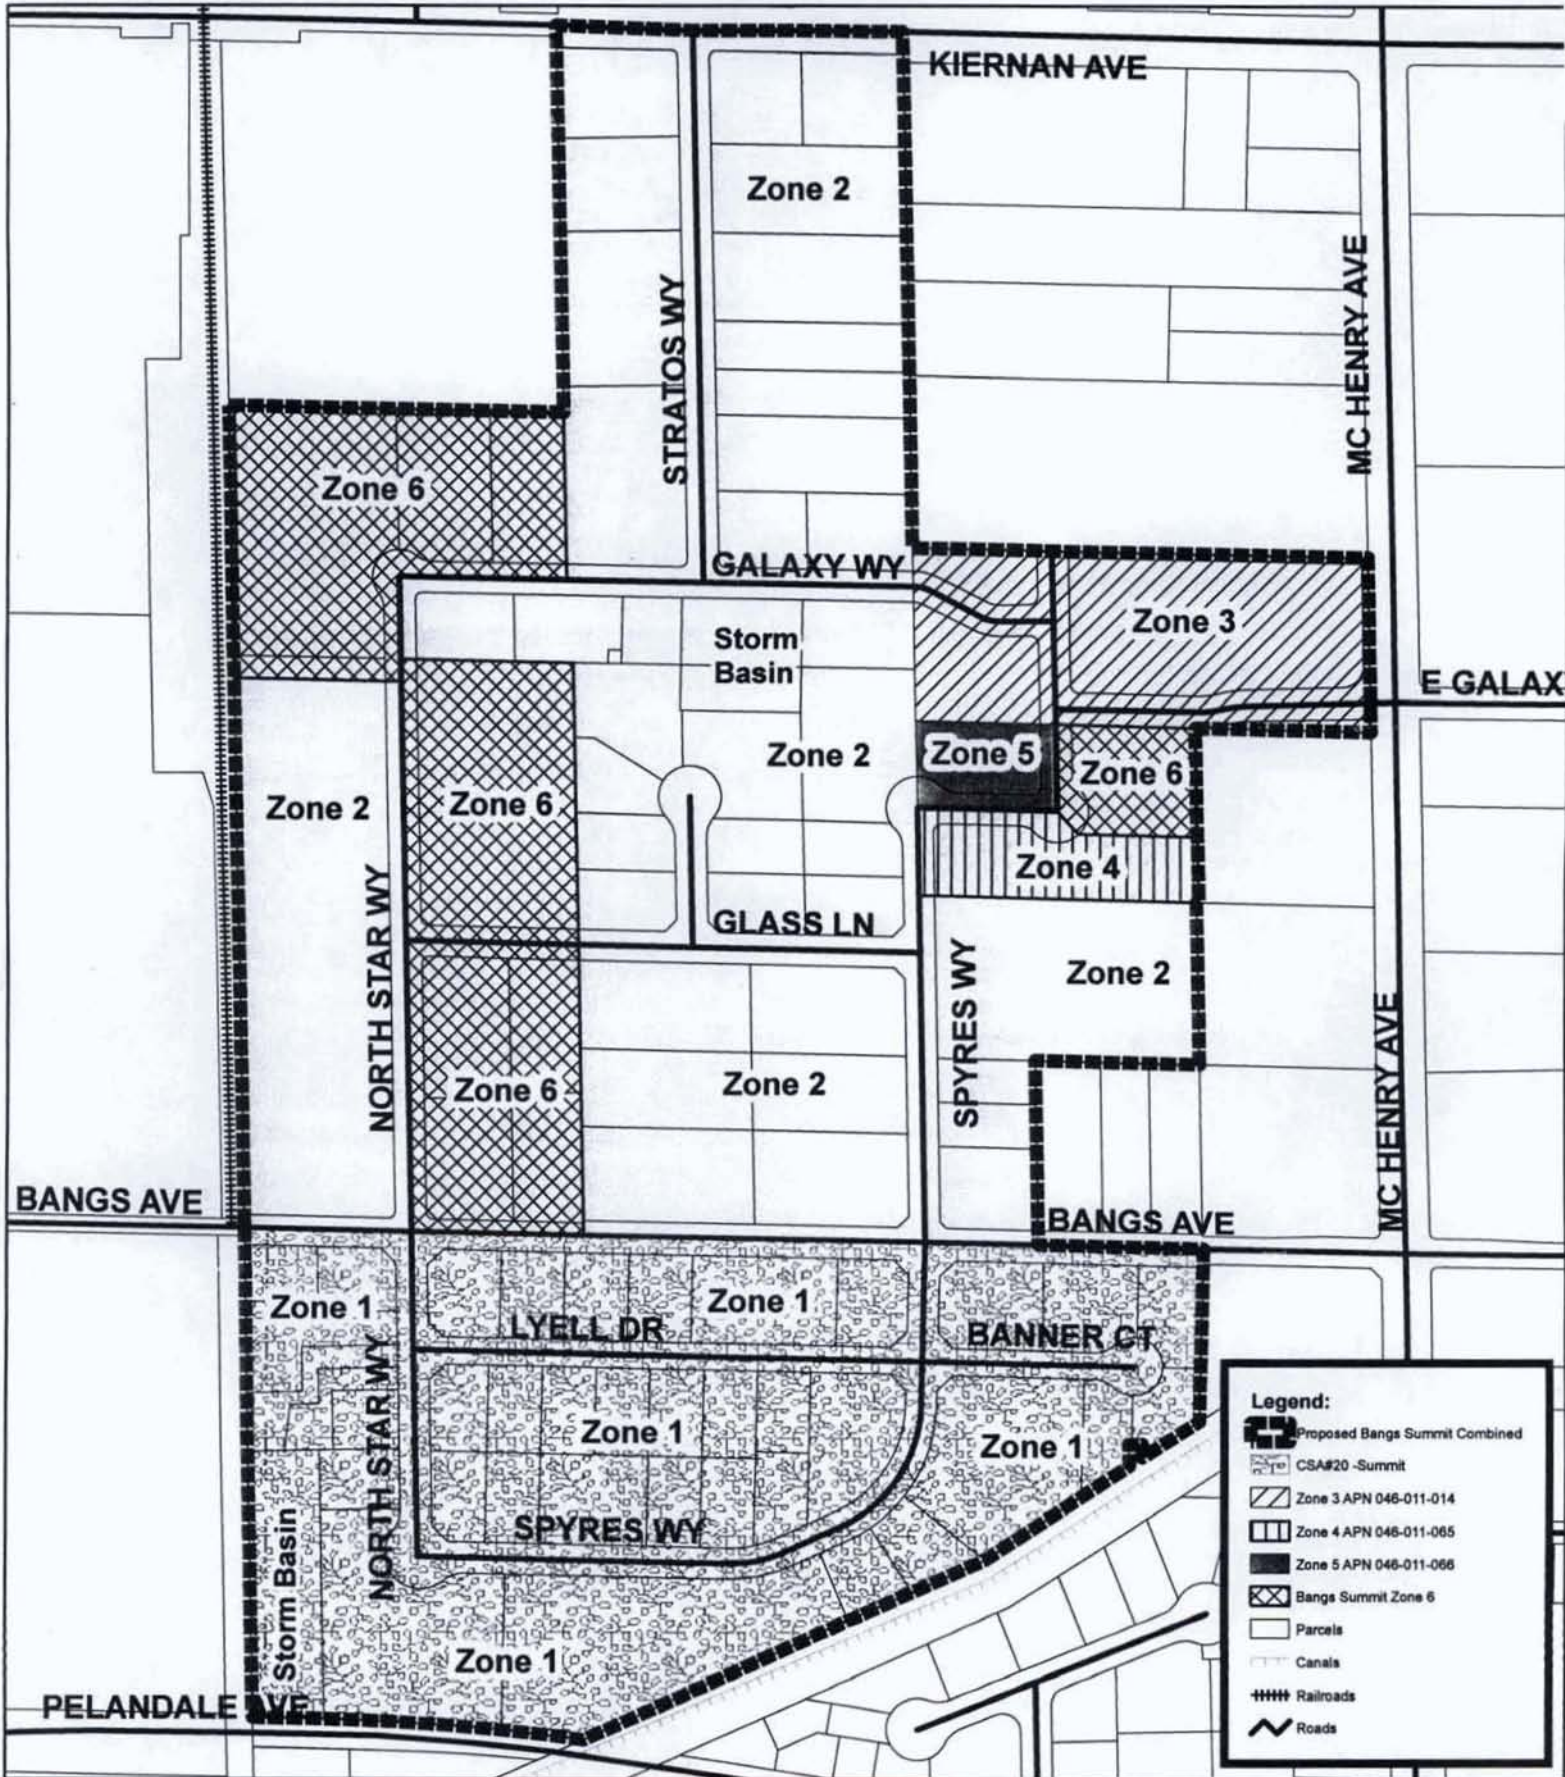 KIERNAN AVE
Zone 2
STRATOS WY
MC HENRY AVE
Zone 6
GALAXY WY
Zone 3
Storm
Basin
E GALAX
Zone 2
Zone 5
Zone 6
Zone 2
Zone 6
Zone 4
NORTH STAR WY
GLASS LN
SPYRES WY
Zone 2
Zone 6
Zone 2
MC HENRY AVE
BANGS AVE
BANGS AVE
Zone 1
Zone 1
LYELL DR
BANNER CT
NORTH STAR WY
Zone 1
Zone 1
SPYRES WY
Storm Basin
Zone 1
PELANDALE AVE
Legend:
Proposed Bangs Summit Combined
CSA#20 -Summit
Zone 3 APN 046-011-014
Zone 4 APN 046-011-065
Zone 5 APN 046-011-066
Bangs Summit Zone 6
Parcels
Canals
Railroads
Roads